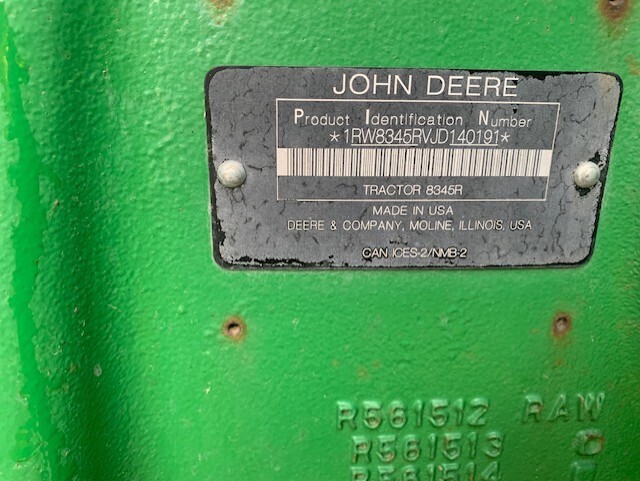 JOHN DEERE
Product Identification Number
*1RW8345RVJD140191*
TRACTOR 8345R
MADE IN USA
DEERE & COMPANY, MOLINE, ILLINOIS, USA
CAN ICES-2/NMB-2
R561512 RAW
R561513
R561514